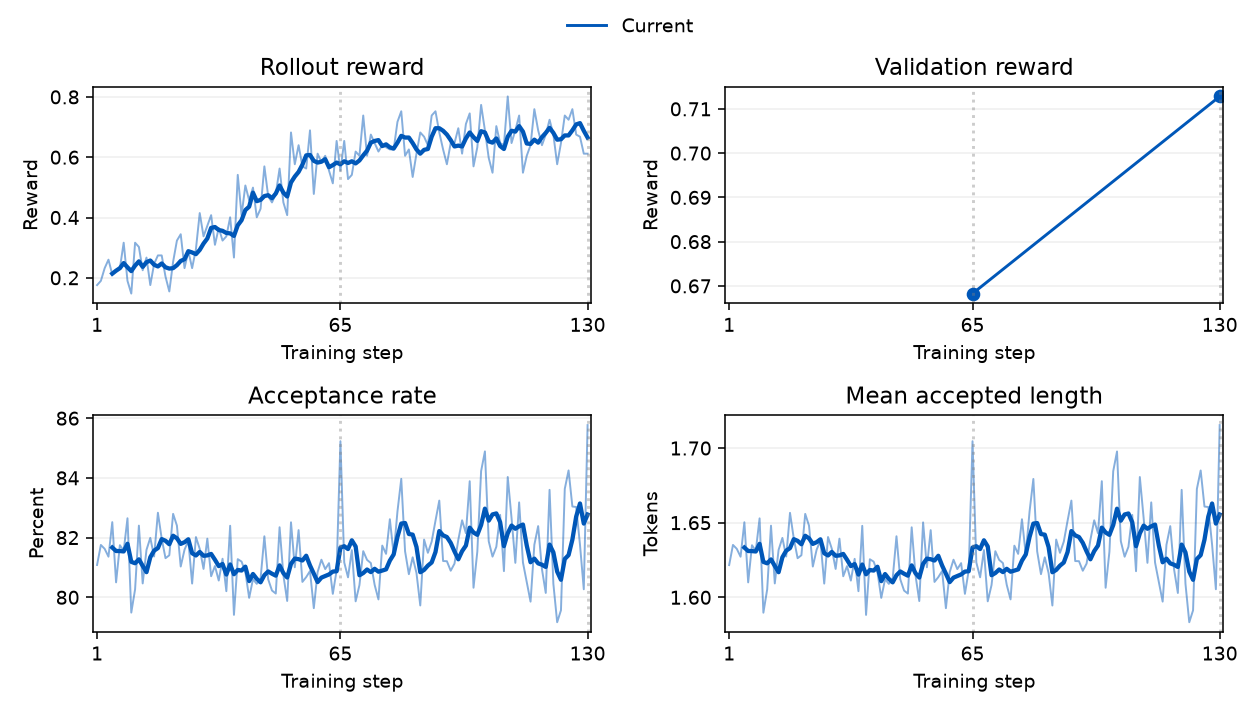 Current
Rollout reward
Validation reward
0.8
0.6
0.4
0.2
Reward
1
65
130
Training step
0.71
0.70
0.69
0.68
0.67
Reward
1
65
130
Training step
Acceptance rate
Mean accepted length
86
84
82
80
Percent
1
65
130
Training step
1.70
1.65
1.60
Tokens
1
65
130
Training step